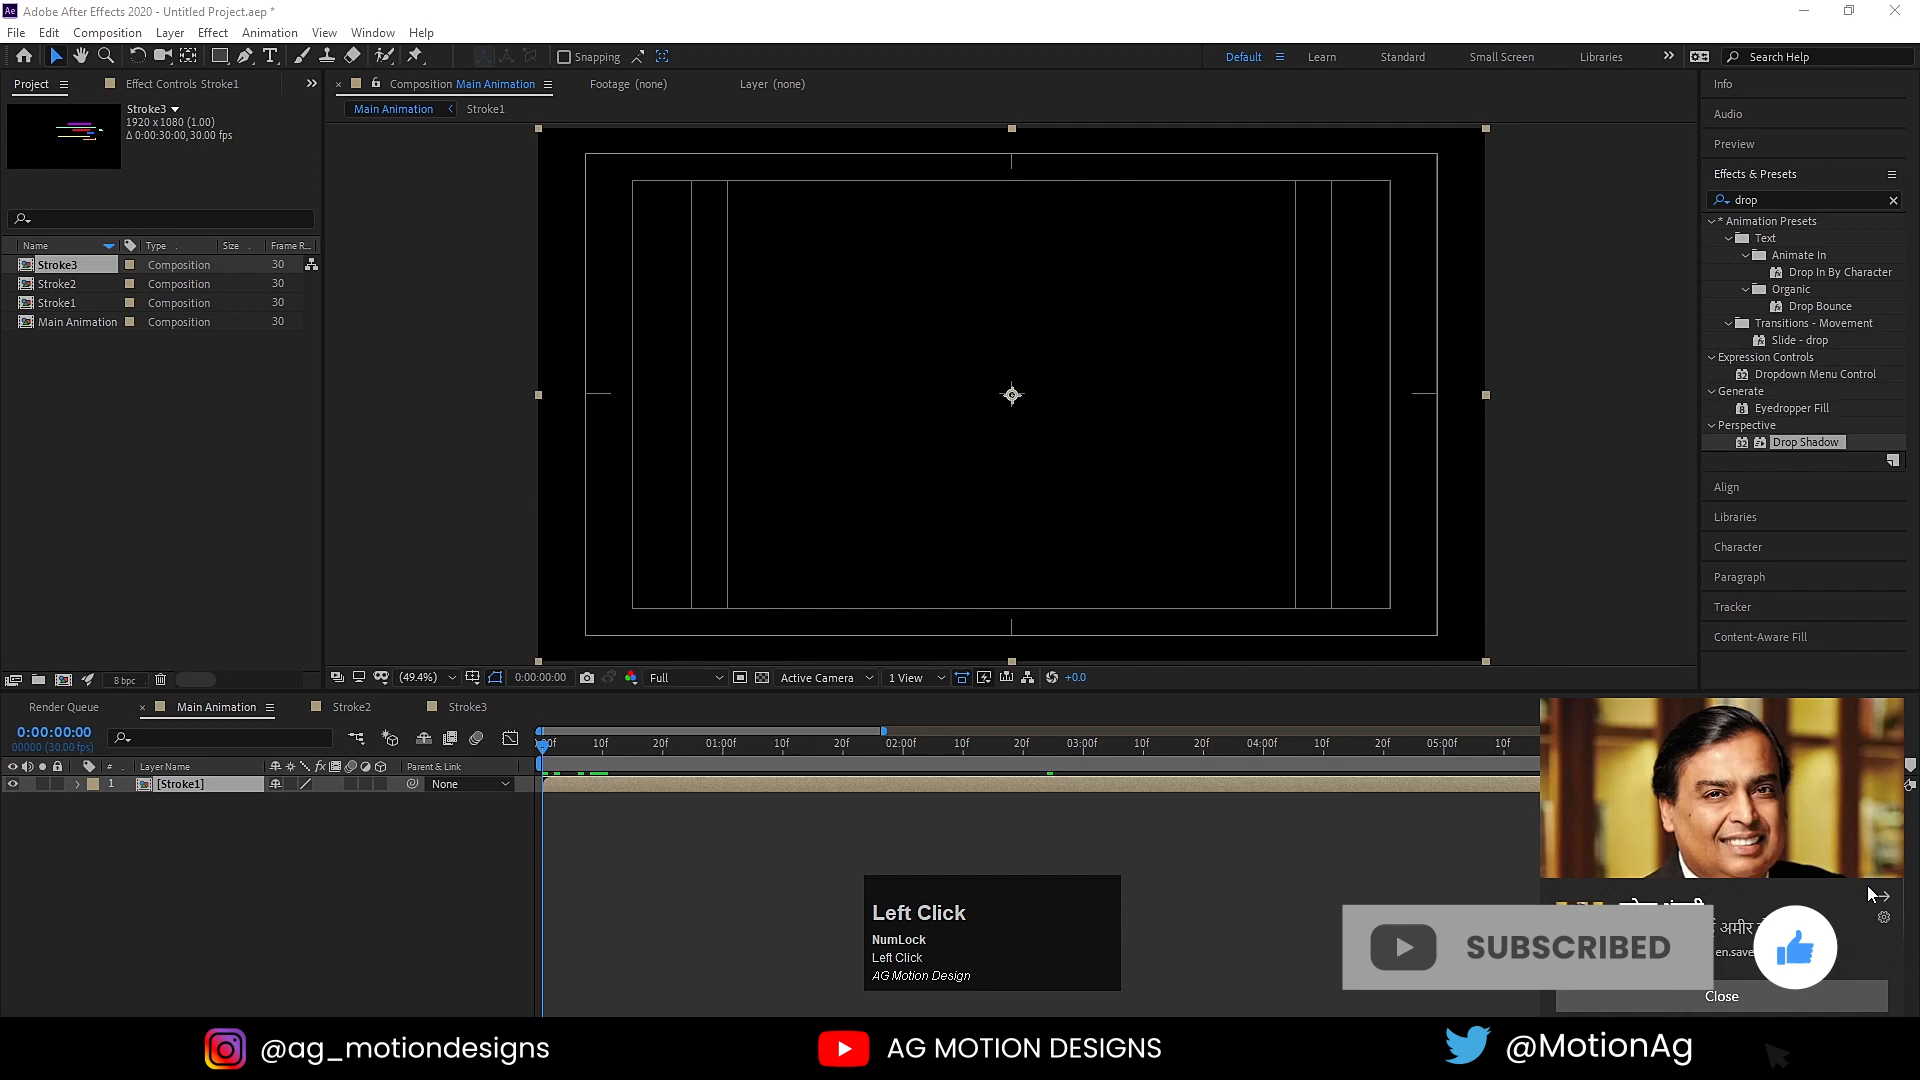 Adobe After Effects 2020 - Untitled Project.aep *
File Edit Composition Layer Effect Animation View Window Help
Snapping
Default Learn Standard Small Screen Libraries Search Help
Project Effect Controls Stroke1
Stroke3
1920 x 1080 (1.00)
Δ 0:00:30:00, 30.00 fps
Name Type Size Frame R...
Stroke3 Composition 30
Stroke2 Composition 30
Stroke1 Composition 30
Main Animation Composition 30
8 bpc
Composition Main Animation Footage (none) Layer (none)
Main Animation Stroke1
(49.4%) 0:00:00:00 Full Active Camera 1 View +0.0
Info
Audio
Preview
Effects & Presets
drop
* Animation Presets
Text
Animate In
Drop In By Character
Organic
Drop Bounce
Transitions - Movement
Slide - drop
Expression Controls
Dropdown Menu Control
Generate
Eyedropper Fill
Perspective
Drop Shadow
Align
Libraries
Character
Paragraph
Tracker
Content-Aware Fill
Render Queue Main Animation Stroke2 Stroke3
0:00:00:00
00000 (30.00 fps)
:00f 10f 20f 01:00f 10f 20f 02:00f 10f 20f 03:00f 10f 20f 04:00f 10f 20f 05:00f 10f
# Layer Name Parent & Link
1 [Stroke1] None
Left Click
NumLock
Left Click
AG Motion Design
अमीर
en.save
SUBSCRIBED
Close
@ag_motiondesigns AG MOTION DESIGNS @MotionAg